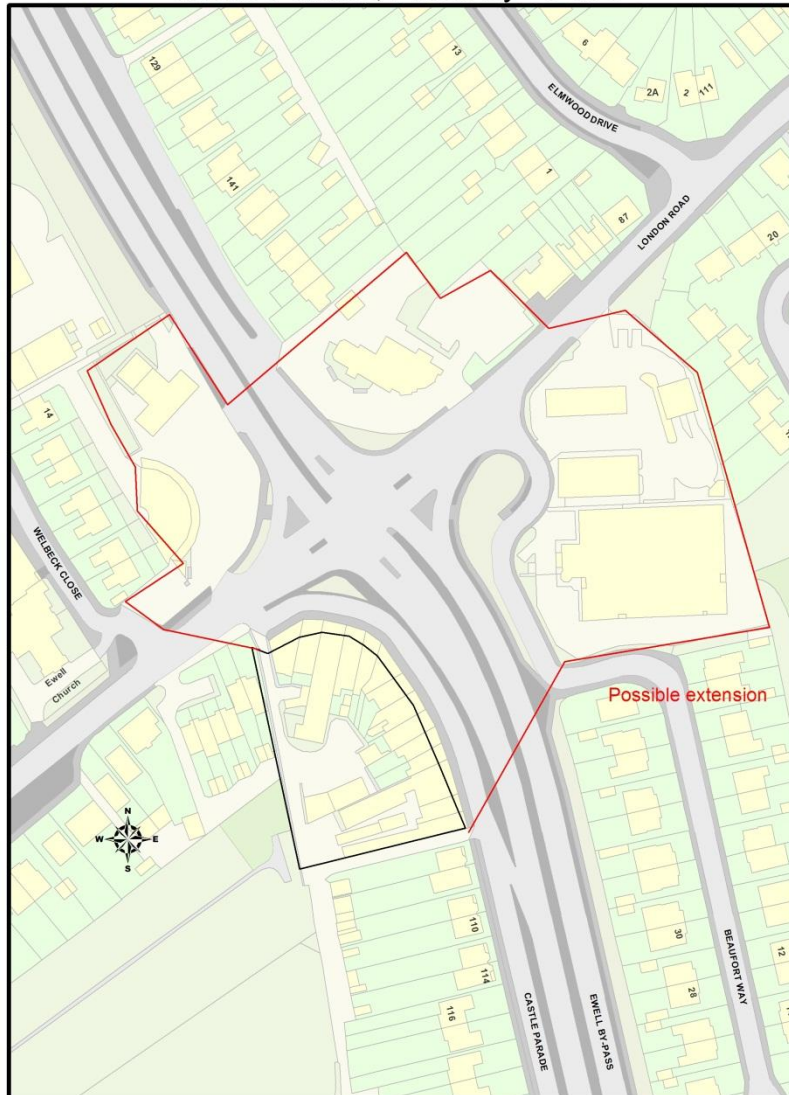 129
13
6
2A
2
111
ELMWOOD DRIVE
141
1
87
LONDON ROAD
20
14
WELBECK CLOSE
Ewell
Church
Possible extension
N
W
E
S
110
114
116
30
28
12
CASTLE PARADE
EWELL BY-PASS
BEAUFORT WAY